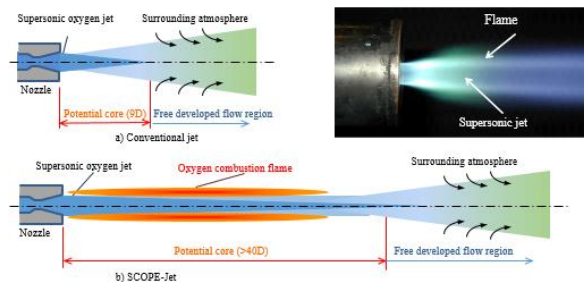 Supersonic oxygen jet
Surrounding atmosphere
Nozzle
Potential core (9D)
Free developed flow region
a) Conventional jet
Flame
Supersonic jet
Supersonic oxygen jet
Oxygen combustion flame
Surrounding atmosphere
Nozzle
Potential core (>40D)
Free developed flow region
b) SCOPE-Jet